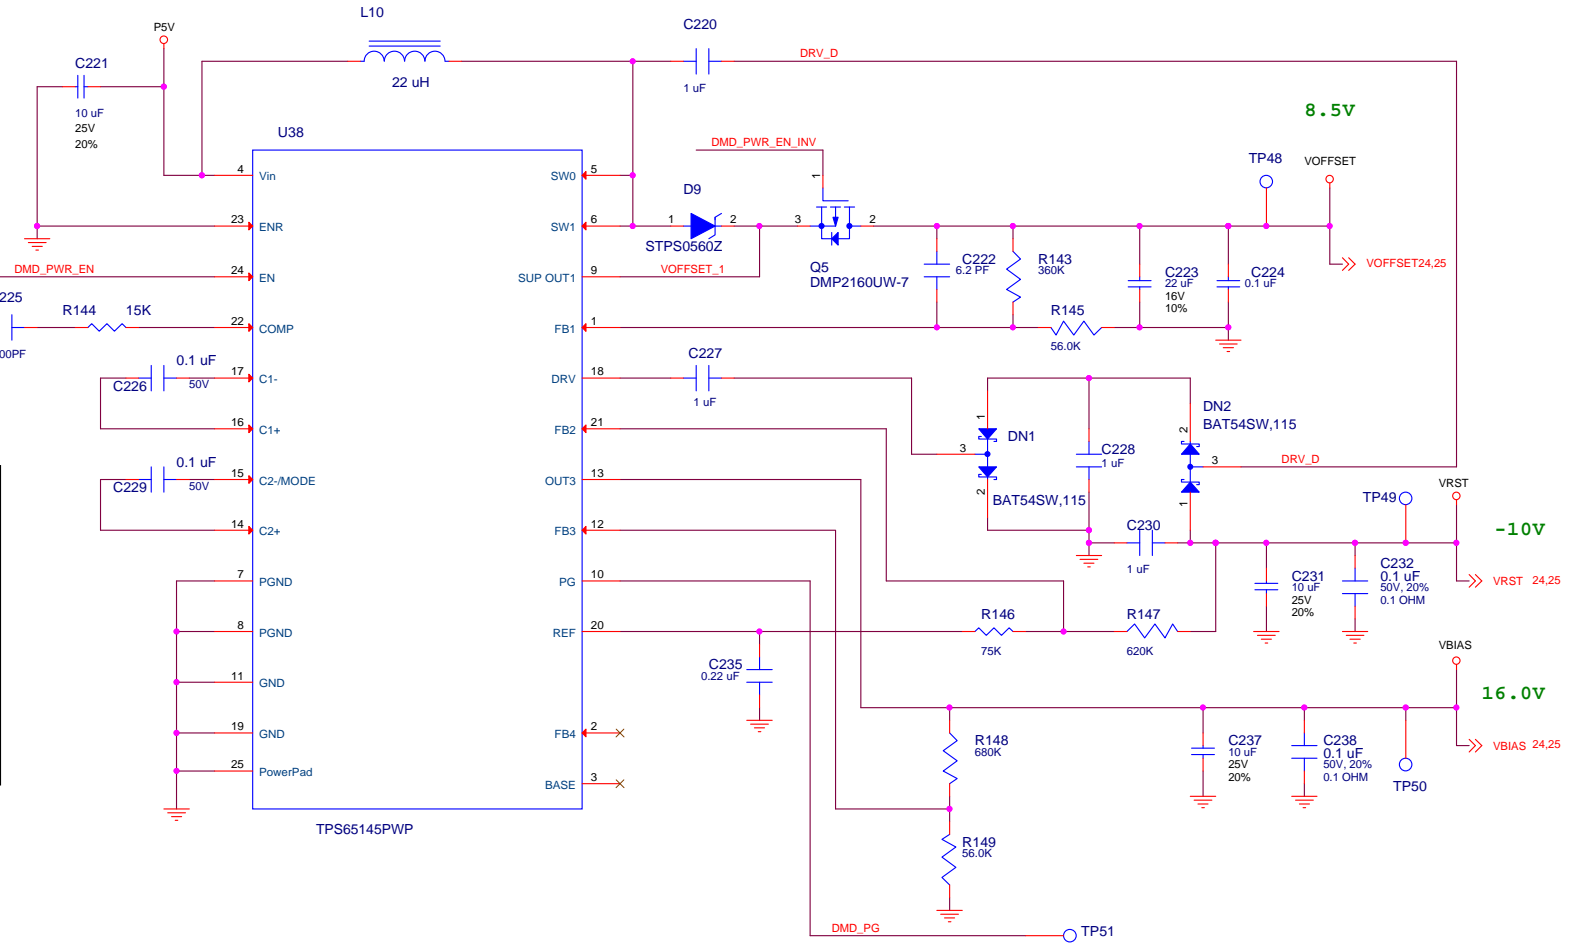 L10
22 uH
C220
1 uF
DRV_D
P5V
C221
10 uF
25V
20%
U38
8.5V
DMD_PWR_EN_INV
TP48
VOFFSET
4
Vin
SW0
5
1
D9
23
ENR
SW1
6
1
2
3
2
STPS0560Z
DMD_PWR_EN
24
EN
SUP OUT1
9
VOFFSET_1
Q5
DMP2160UW-7
C222
6.2 PF
R143
360K
C223
22 uF
16V
10%
C224
0.1 uF
VOFFSET24,25
225
00PF
R144
15K
22
COMP
FB1
1
R145
56.0K
C226
0.1 uF
50V
17
C1-
DRV
18
C227
1 uF
16
C1+
FB2
21
1
DN1
3
2
BAT54SW,115
C228
1 uF
DN2
BAT54SW,115
2
3
1
DRV_D
C229
0.1 uF
50V
15
C2-/MODE
OUT3
13
14
C2+
FB3
12
C230
1 uF
TP49
VRST
-10V
7
PGND
PG
10
C231
10 uF
25V
20%
C232
0.1 uF
50V, 20%
0.1 OHM
VRST 24,25
8
PGND
REF
20
R146
75K
R147
620K
C235
0.22 uF
VBIAS
16.0V
11
GND
19
GND
FB4
2
R148
680K
C237
10 uF
25V
20%
C238
0.1 uF
50V, 20%
0.1 OHM
TP50
VBIAS 24,25
25
PowerPad
BASE
3
TPS65145PWP
R149
56.0K
DMD_PG
TP51